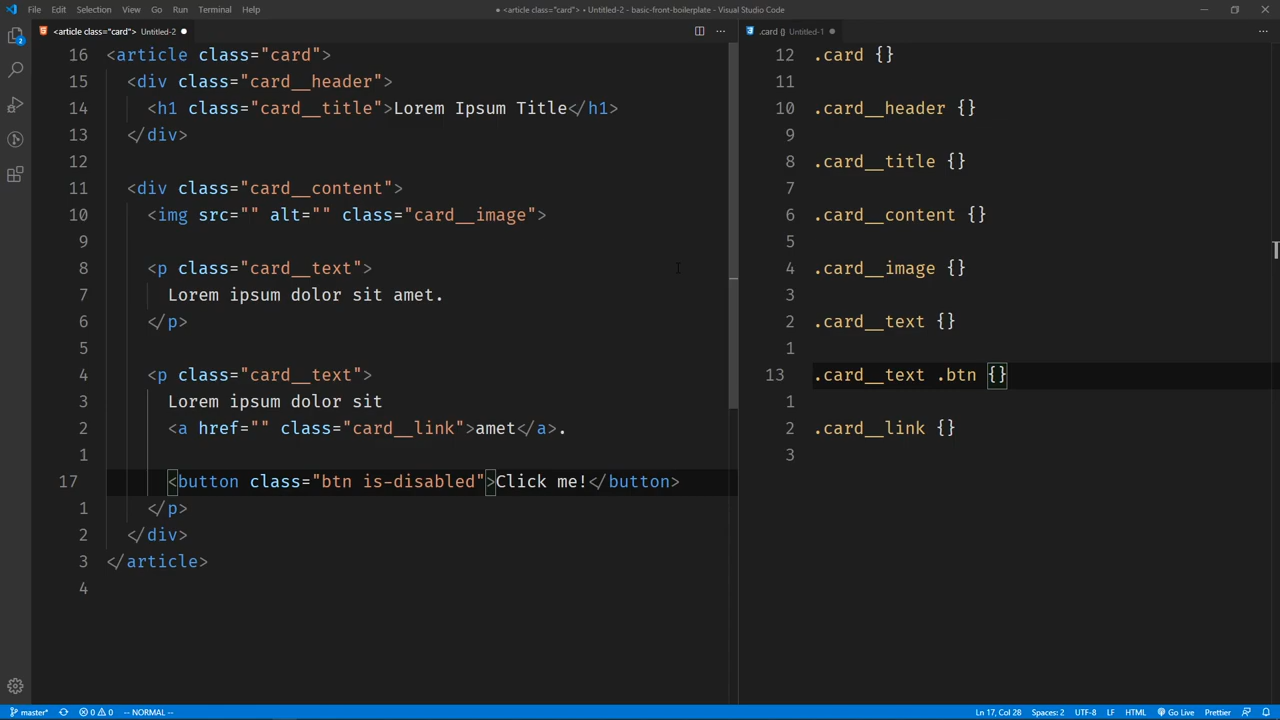 File Edit Selection View Go Run Terminal Help
● <article class="card"> • Untitled-2 - basic-front-boilerplate - Visual Studio Code
2
<article class="card"> Untitled-2 ●
16 <article class="card">
15 <div class="card__header">
14 <h1 class="card__title">Lorem Ipsum Title</h1>
13 </div>
12
11 <div class="card__content">
10 <img src="" alt="" class="card__image">
9
8 <p class="card__text">
7 Lorem ipsum dolor sit amet.
6 </p>
5
4 <p class="card__text">
3 Lorem ipsum dolor sit
2 <a href="" class="card__link">amet</a>.
1
17 <button class="btn is-disabled">Click me!</button>
1 </p>
2 </div>
3 </article>
4
.card {} Untitled-1 ●
12 .card {}
11
10 .card__header {}
9
8 .card__title {}
7
6 .card__content {}
5
4 .card__image {}
3
2 .card__text {}
1
13 .card__text .btn {}
1
2 .card__link {}
3
master* 0 0 -- NORMAL -- Ln 17, Col 28 Spaces: 2 UTF-8 LF HTML Go Live Prettier